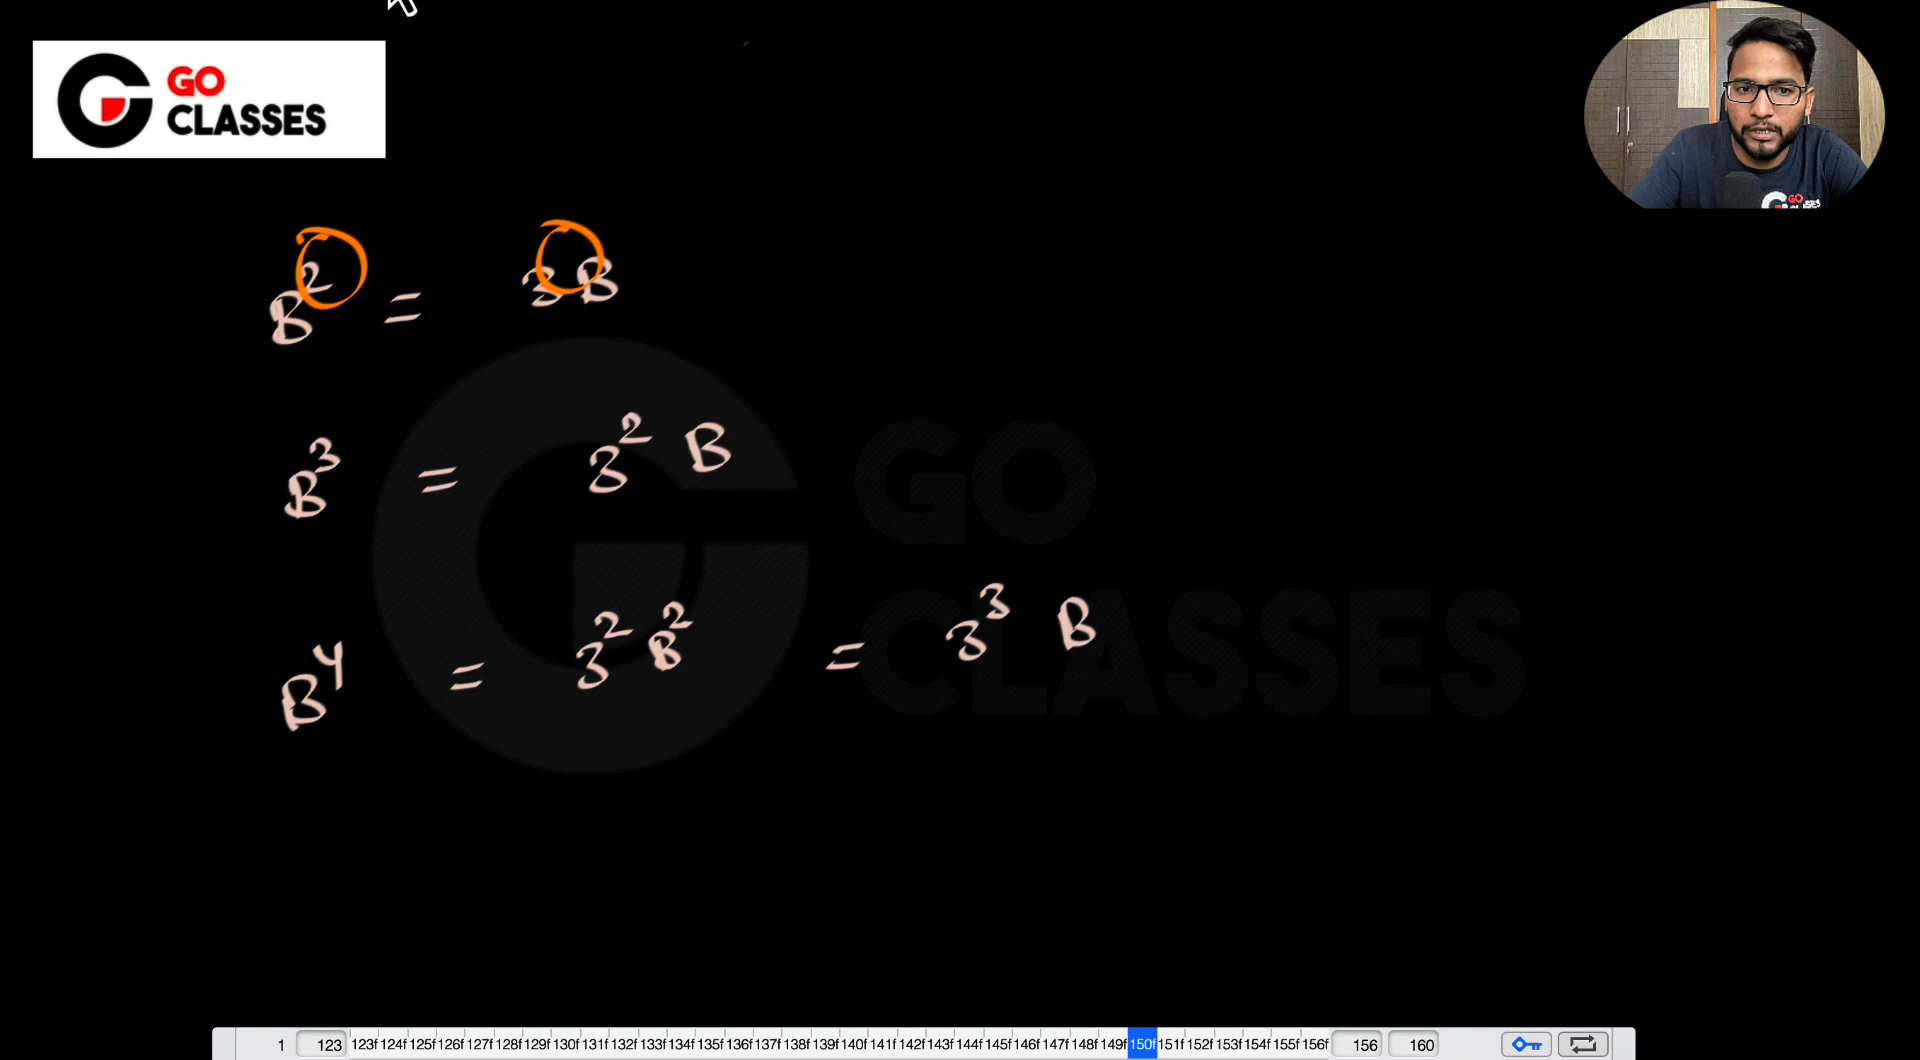 GO
CLASSES
B² = 3B
B³ = 3² B
B⁴ = 3² B² = 3³ B
GO
CLASSES
GO
1 123 123f 124f 125f 126f 127f 128f 129f 130f 131f 132f 133f 134f 135f 136f 137f 138f 139f 140f 141f 142f 143f 144f 145f 146f 147f 148f 149f 150f 151f 152f 153f 154f 155f 156f 156 160